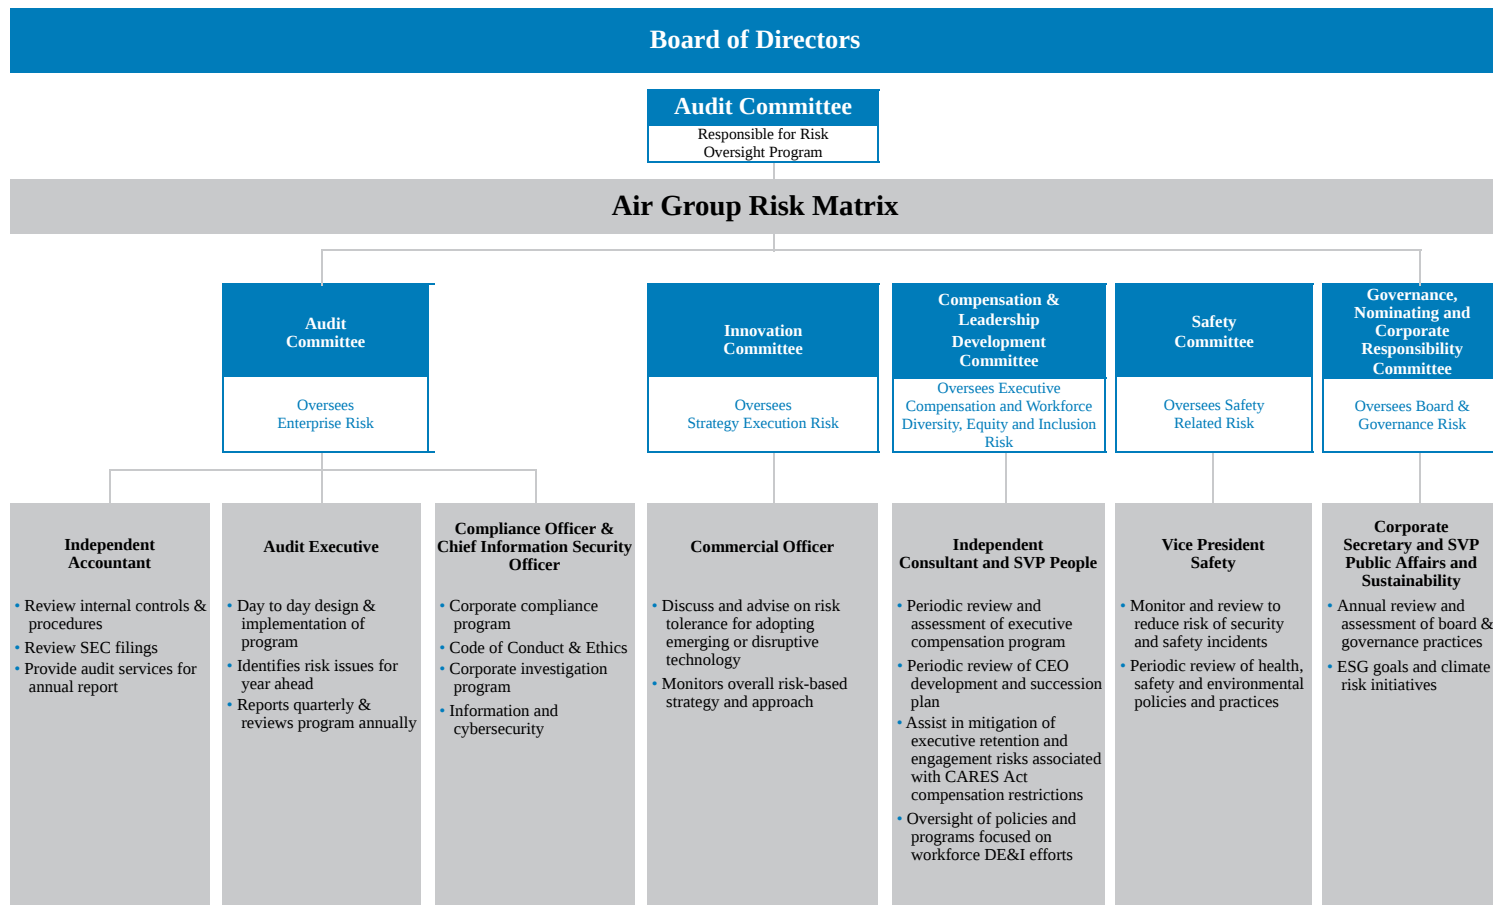 Board of Directors
Audit Committee
Responsible for Risk
Oversight Program
Air Group Risk Matrix
Audit
Committee
Oversees
Enterprise Risk
Innovation
Committee
Oversees
Strategy Execution Risk
Compensation &
Leadership
Development
Committee
Oversees Executive
Compensation and Workforce
Diversity, Equity and Inclusion
Risk
Safety
Committee
Oversees Safety
Related Risk
Governance,
Nominating and
Corporate
Responsibility
Committee
Oversees Board &
Governance Risk
Independent
Accountant
• Review internal controls &
procedures
• Review SEC filings
• Provide audit services for
annual report
Audit Executive
• Day to day design &
implementation of
program
• Identifies risk issues for
year ahead
• Reports quarterly &
reviews program annually
Compliance Officer &
Chief Information Security
Officer
• Corporate compliance
program
• Code of Conduct & Ethics
• Corporate investigation
program
• Information and
cybersecurity
Commercial Officer
• Discuss and advise on risk
tolerance for adopting
emerging or disruptive
technology
• Monitors overall risk-based
strategy and approach
Independent
Consultant and SVP People
• Periodic review and
assessment of executive
compensation program
• Periodic review of CEO
development and succession
plan
• Assist in mitigation of
executive retention and
engagement risks associated
with CARES Act
compensation restrictions
• Oversight of policies and
programs focused on
workforce DE&I efforts
Vice President
Safety
• Monitor and review to
reduce risk of security
and safety incidents
• Periodic review of health,
safety and environmental
policies and practices
Corporate
Secretary and SVP
Public Affairs and
Sustainability
• Annual review and
assessment of board &
governance practices
• ESG goals and climate
risk initiatives